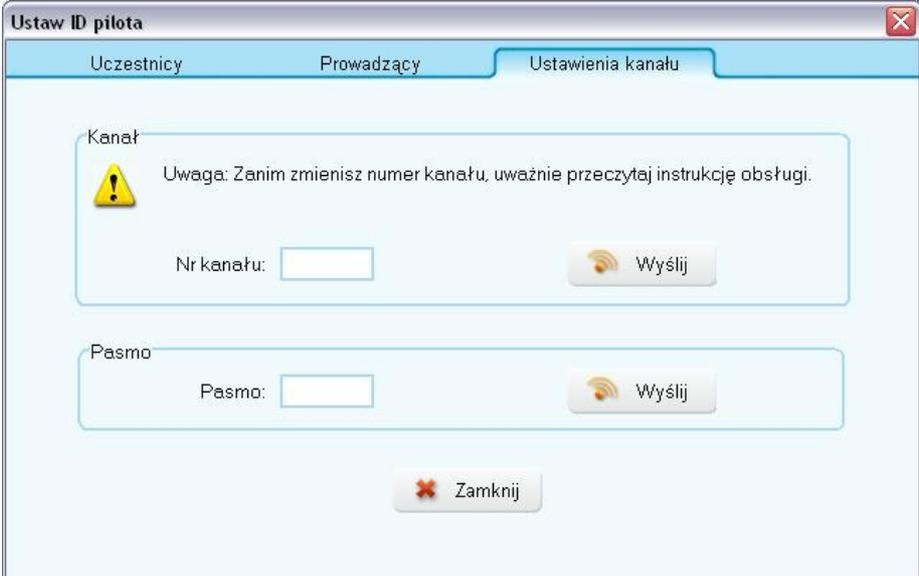 Ustaw ID pilota
Uczestnicy Prowadzący Ustawienia kanału
Kanał
Uwaga: Zanim zmienisz numer kanału, uważnie przeczytaj instrukcję obsługi.
Nr kanału: Wyślij
Pasmo
Pasmo: Wyślij
Zamknij